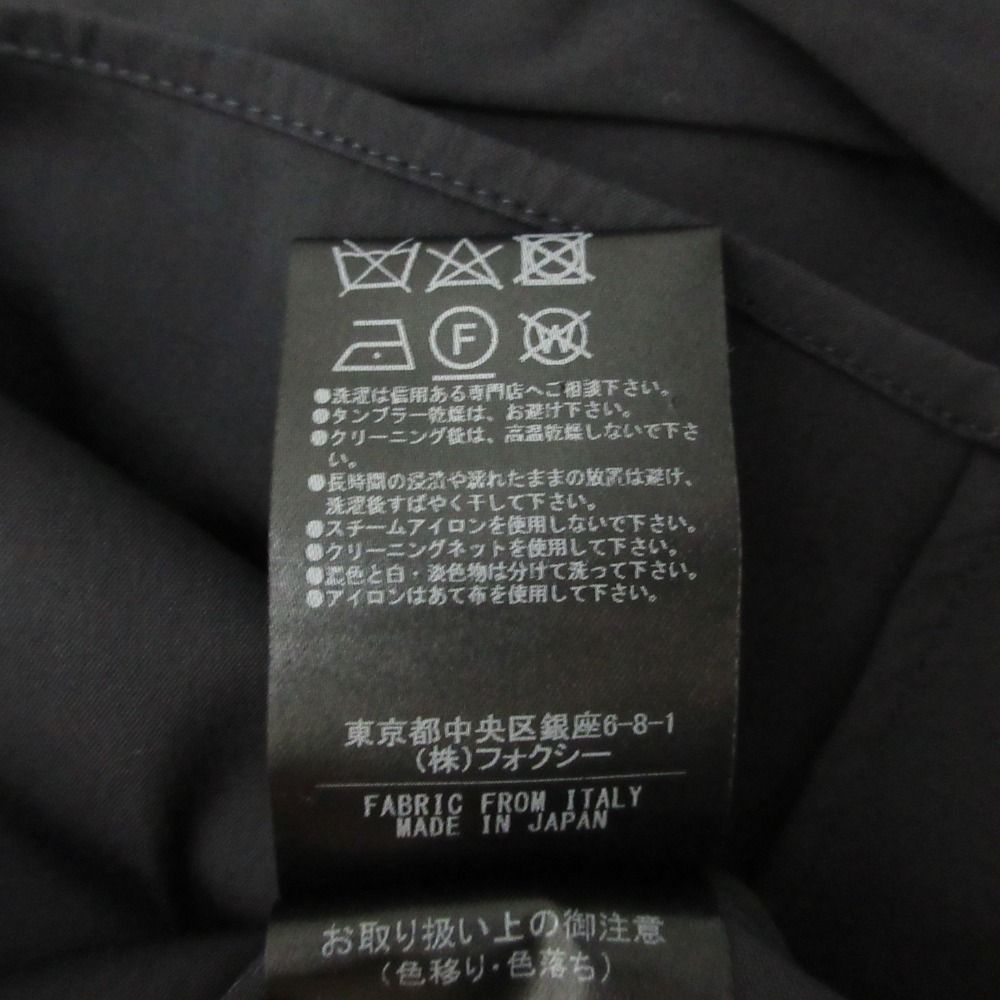 F W
●洗濯は信用ある専門店へご相談下さい。
●タンブラー乾燥は、お避け下さい。
●クリーニング後は、高温乾燥しないで下さ
い。
●長時間の浸漬や濡れたままの放置は避け、
洗濯後すばやく干して下さい。
●スチームアイロンを使用しないで下さい。
●クリーニングネットを使用して下さい。
●濃色と白・淡色物は分けて洗って下さい。
●アイロンはあて布を使用して下さい。
東京都中央区銀座6-8-1
(株)フォクシー
FABRIC FROM ITALY
MADE IN JAPAN
お取り扱い上の御注意
(色移り・色落ち)